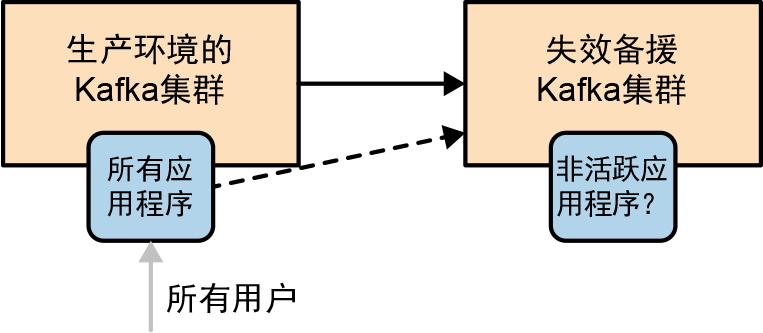 生产环境的
Kafka集群
失效备援
Kafka集群
所有应
用程序
非活跃应
用程序？
所有用户